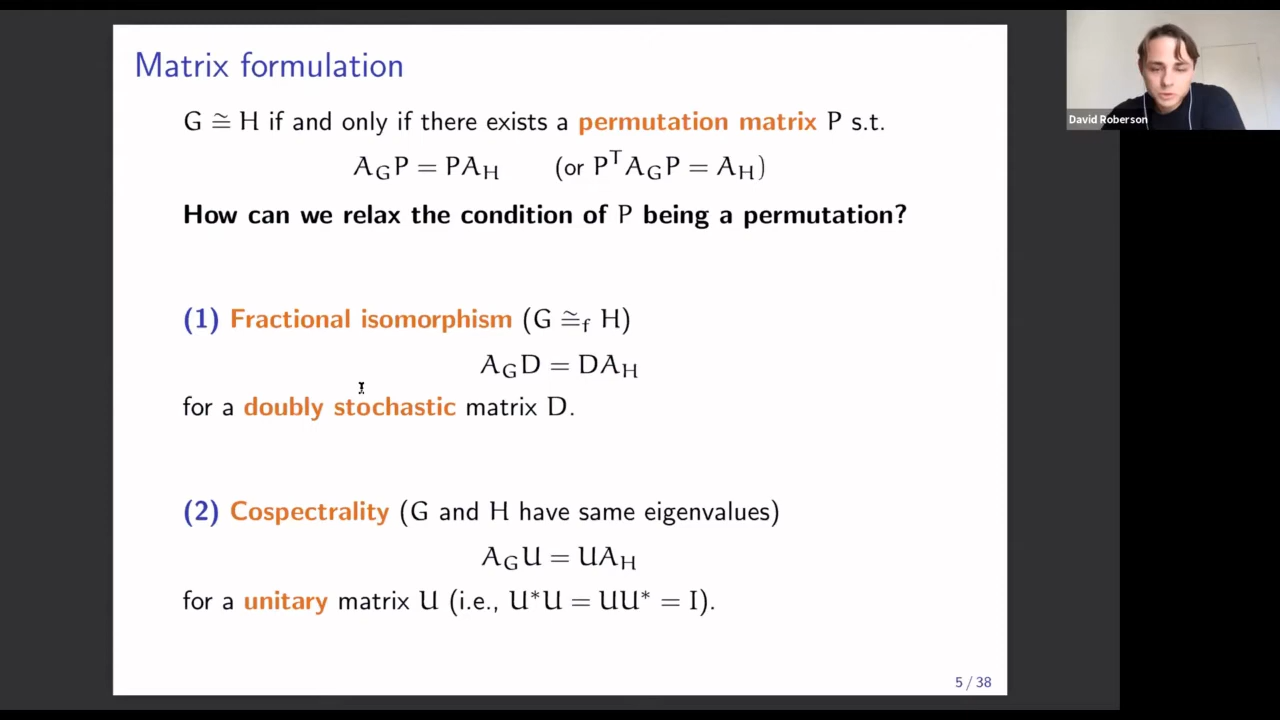 Matrix formulation
G ≅ H if and only if there exists a permutation matrix P s.t.
A_G P = P A_H (or P^T A_G P = A_H)
How can we relax the condition of P being a permutation?
(1) Fractional isomorphism (G ≅_f H)
A_G D = D A_H
for a doubly stochastic matrix D.
(2) Cospectrality (G and H have same eigenvalues)
A_G U = U A_H
for a unitary matrix U (i.e., U*U = UU* = I).
5 / 38
David Roberson